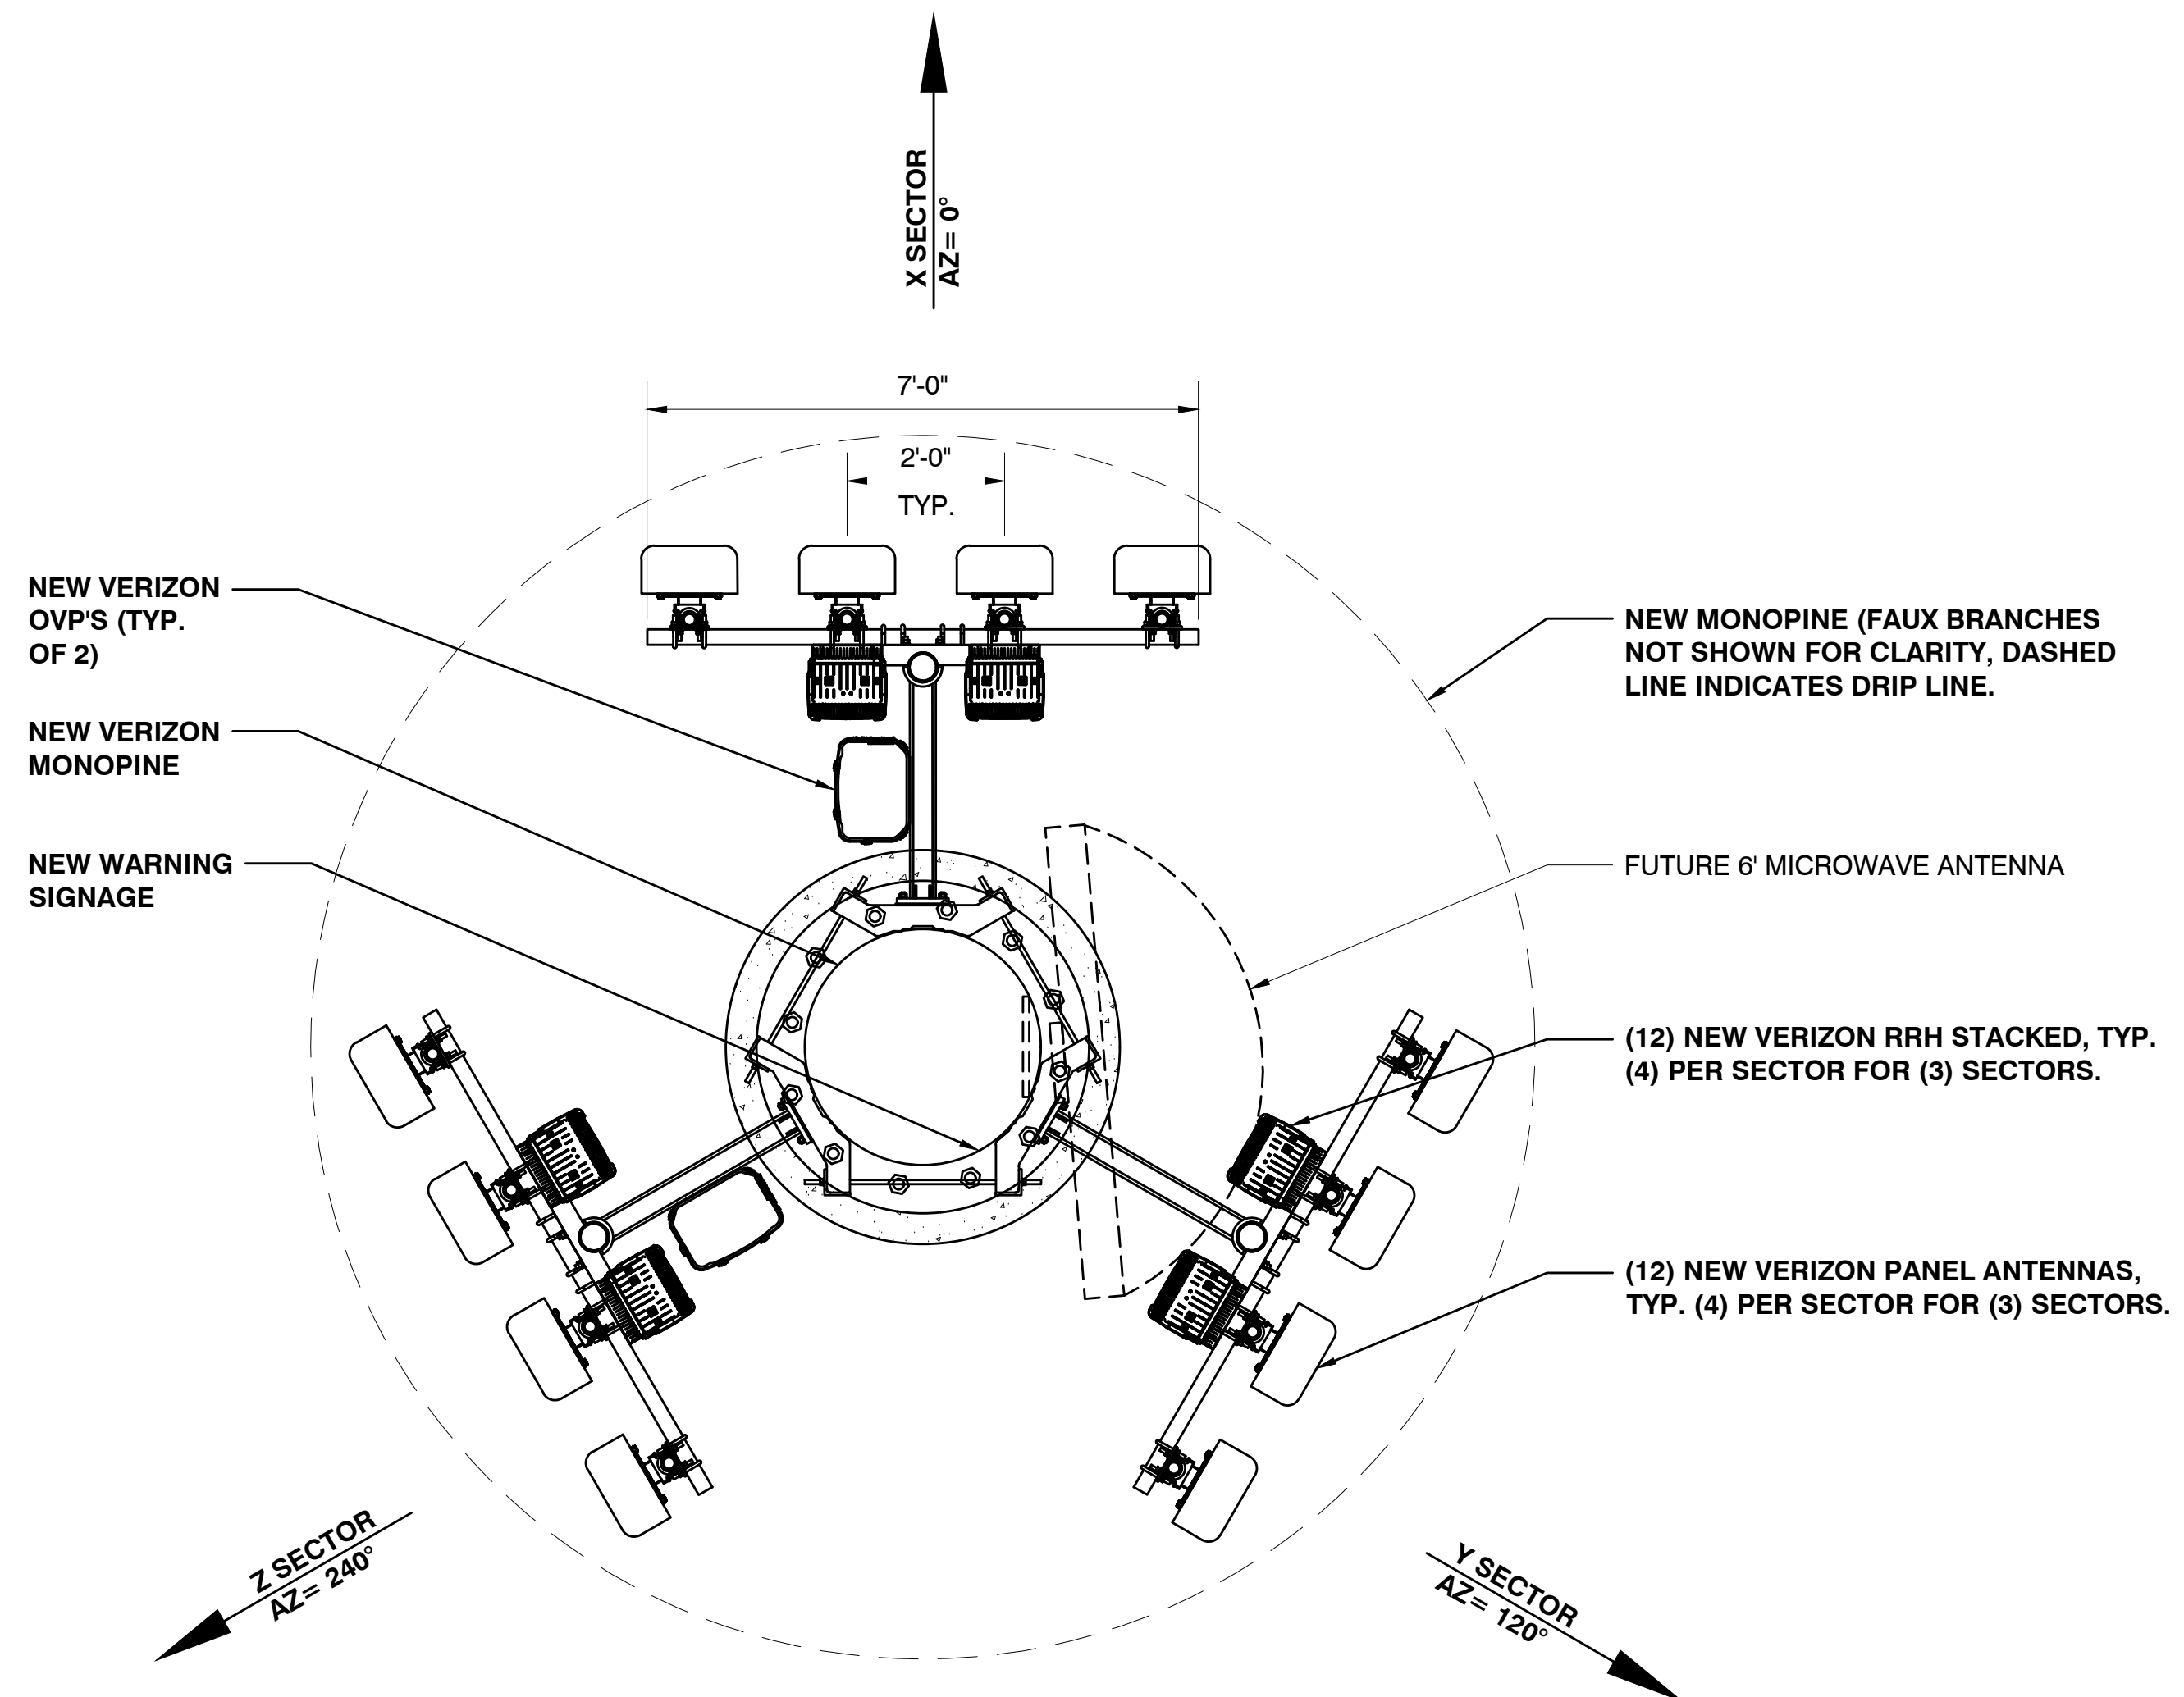 X SECTOR
AZ= 0°
7'-0"
2'-0"
TYP.
NEW VERIZON
OVP'S (TYP.
OF 2)
NEW VERIZON
MONOPINE
NEW WARNING
SIGNAGE
NEW MONOPINE (FAUX BRANCHES
NOT SHOWN FOR CLARITY, DASHED
LINE INDICATES DRIP LINE.
FUTURE 6' MICROWAVE ANTENNA
(12) NEW VERIZON RRH STACKED, TYP.
(4) PER SECTOR FOR (3) SECTORS.
(12) NEW VERIZON PANEL ANTENNAS,
TYP. (4) PER SECTOR FOR (3) SECTORS.
Z SECTOR
AZ= 240°
Y SECTOR
AZ= 120°